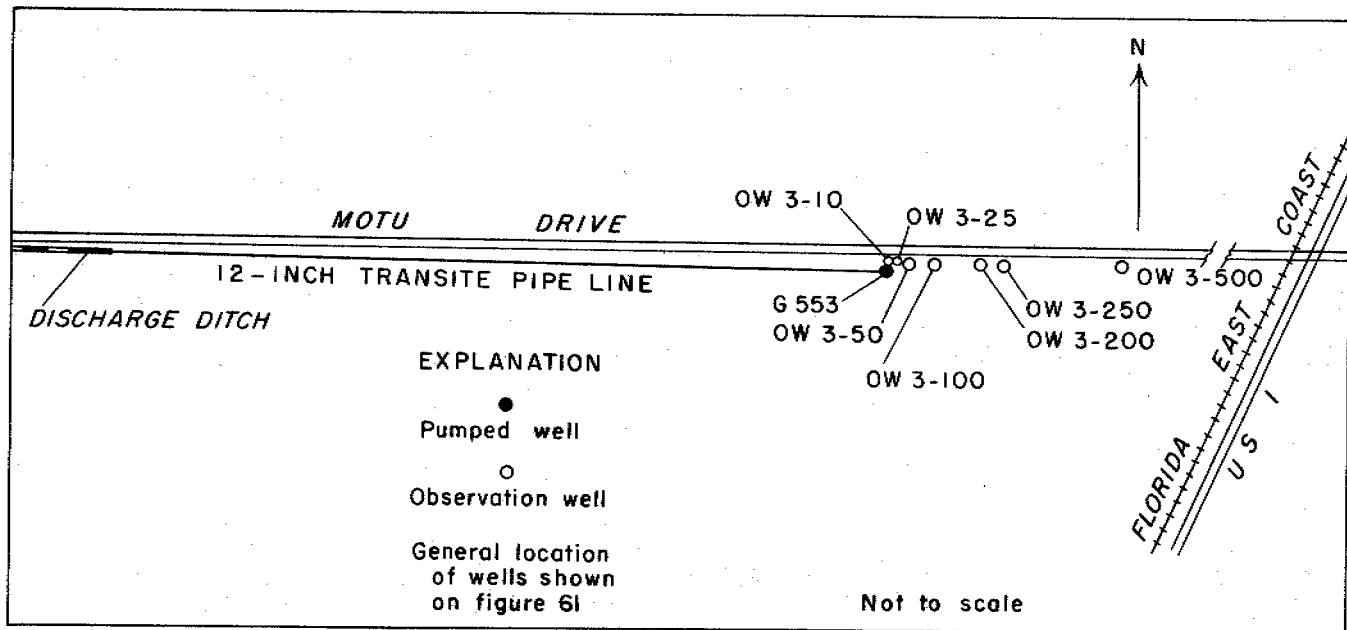 N
OW 3-10
OW 3-25
MOTU DRIVE
12-INCH TRANSITE PIPE LINE
DISCHARGE DITCH
G 553
OW 3-50
OW 3-100
OW 3-500
OW 3-250
OW 3-200
FLORIDA EAST COAST
US 1
EXPLANATION
Pumped well
Observation well
General location
of wells shown
on figure 61
Not to scale